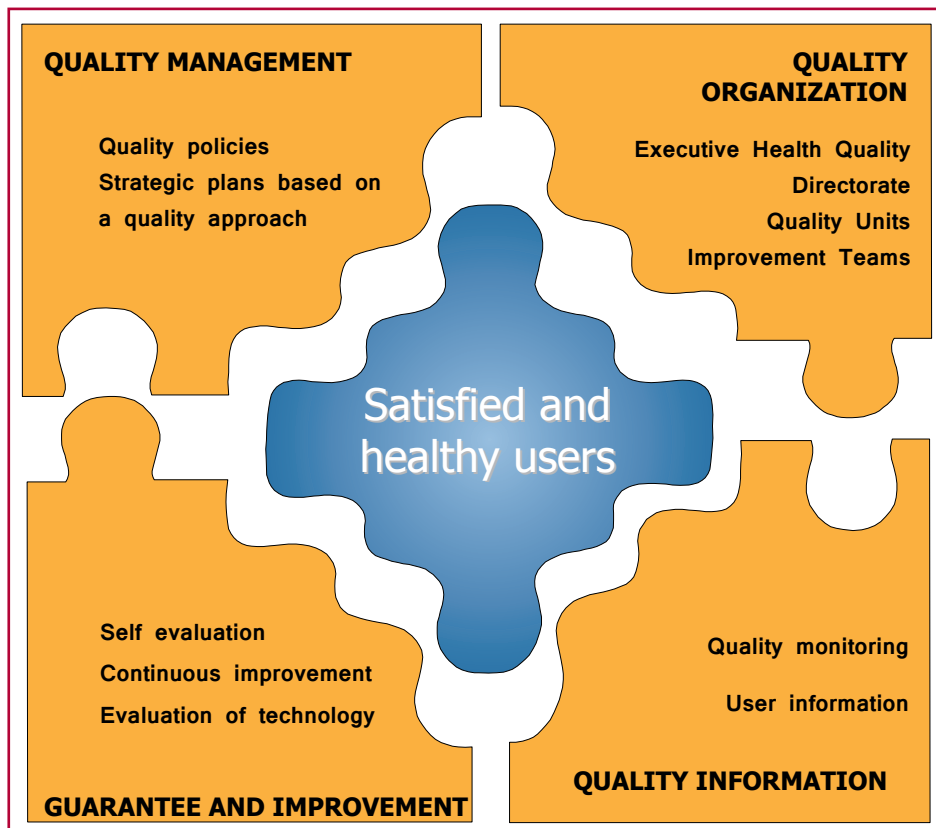 QUALITY MANAGEMENT
Quality policies
Strategic plans based on
a quality approach
QUALITY
ORGANIZATION
Executive Health Quality
Directorate
Quality Units
Improvement Teams
Satisfied and
healthy users
Self evaluation
Continuous improvement
Evaluation of technology
GUARANTEE AND IMPROVEMENT
Quality monitoring
User information
QUALITY INFORMATION